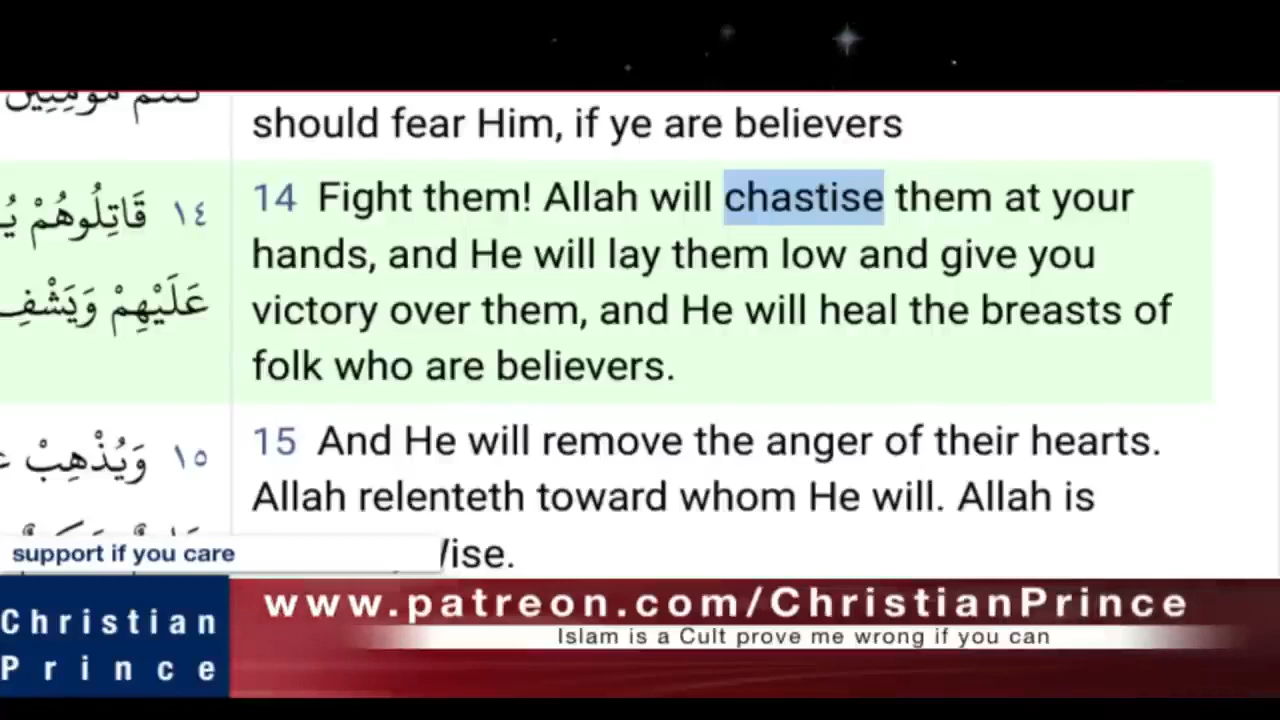 should fear Him, if ye are believers
١٤ قَاتِلُوهُمْ
14 Fight them! Allah will chastise them at your
hands, and He will lay them low and give you
عَلَيْهِمْ وَيَشْفِ
victory over them, and He will heal the breasts of
folk who are believers.
١٥ وَيُذْهِبْ
15 And He will remove the anger of their hearts.
Allah relenteth toward whom He will. Allah is
support if you care
Christian
Prince
www.patreon.com/ChristianPrince
Islam is a Cult prove me wrong if you can